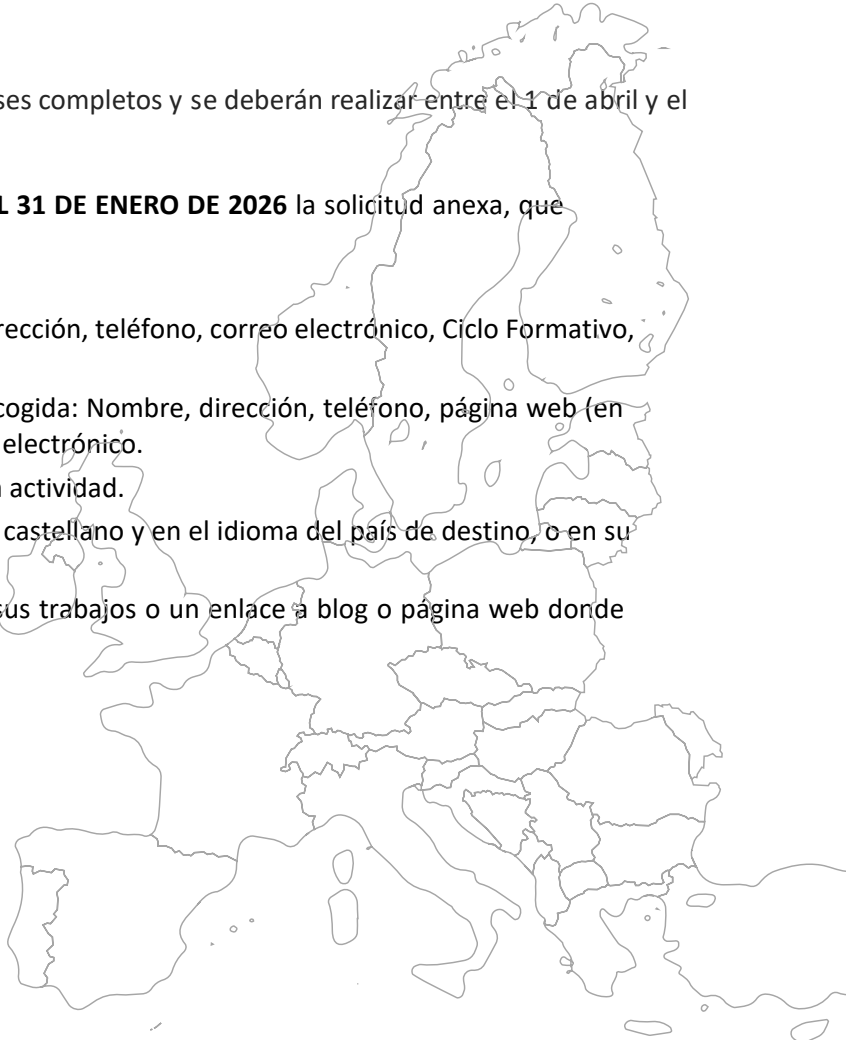 ses completos y se deberán realizar entre el 1 de abril y el
L 31 DE ENERO DE 2026 la solicitud anexa, que
rección, teléfono, correo electrónico, Ciclo Formativo,
cogida: Nombre, dirección, teléfono, página web (en
electrónico.
a actividad.
castellano y en el idioma del país de destino, o en su
sus trabajos o un enlace a blog o página web donde